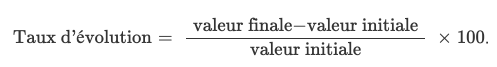 Taux d'évolution = valeur finale−valeur initiale / valeur initiale × 100.